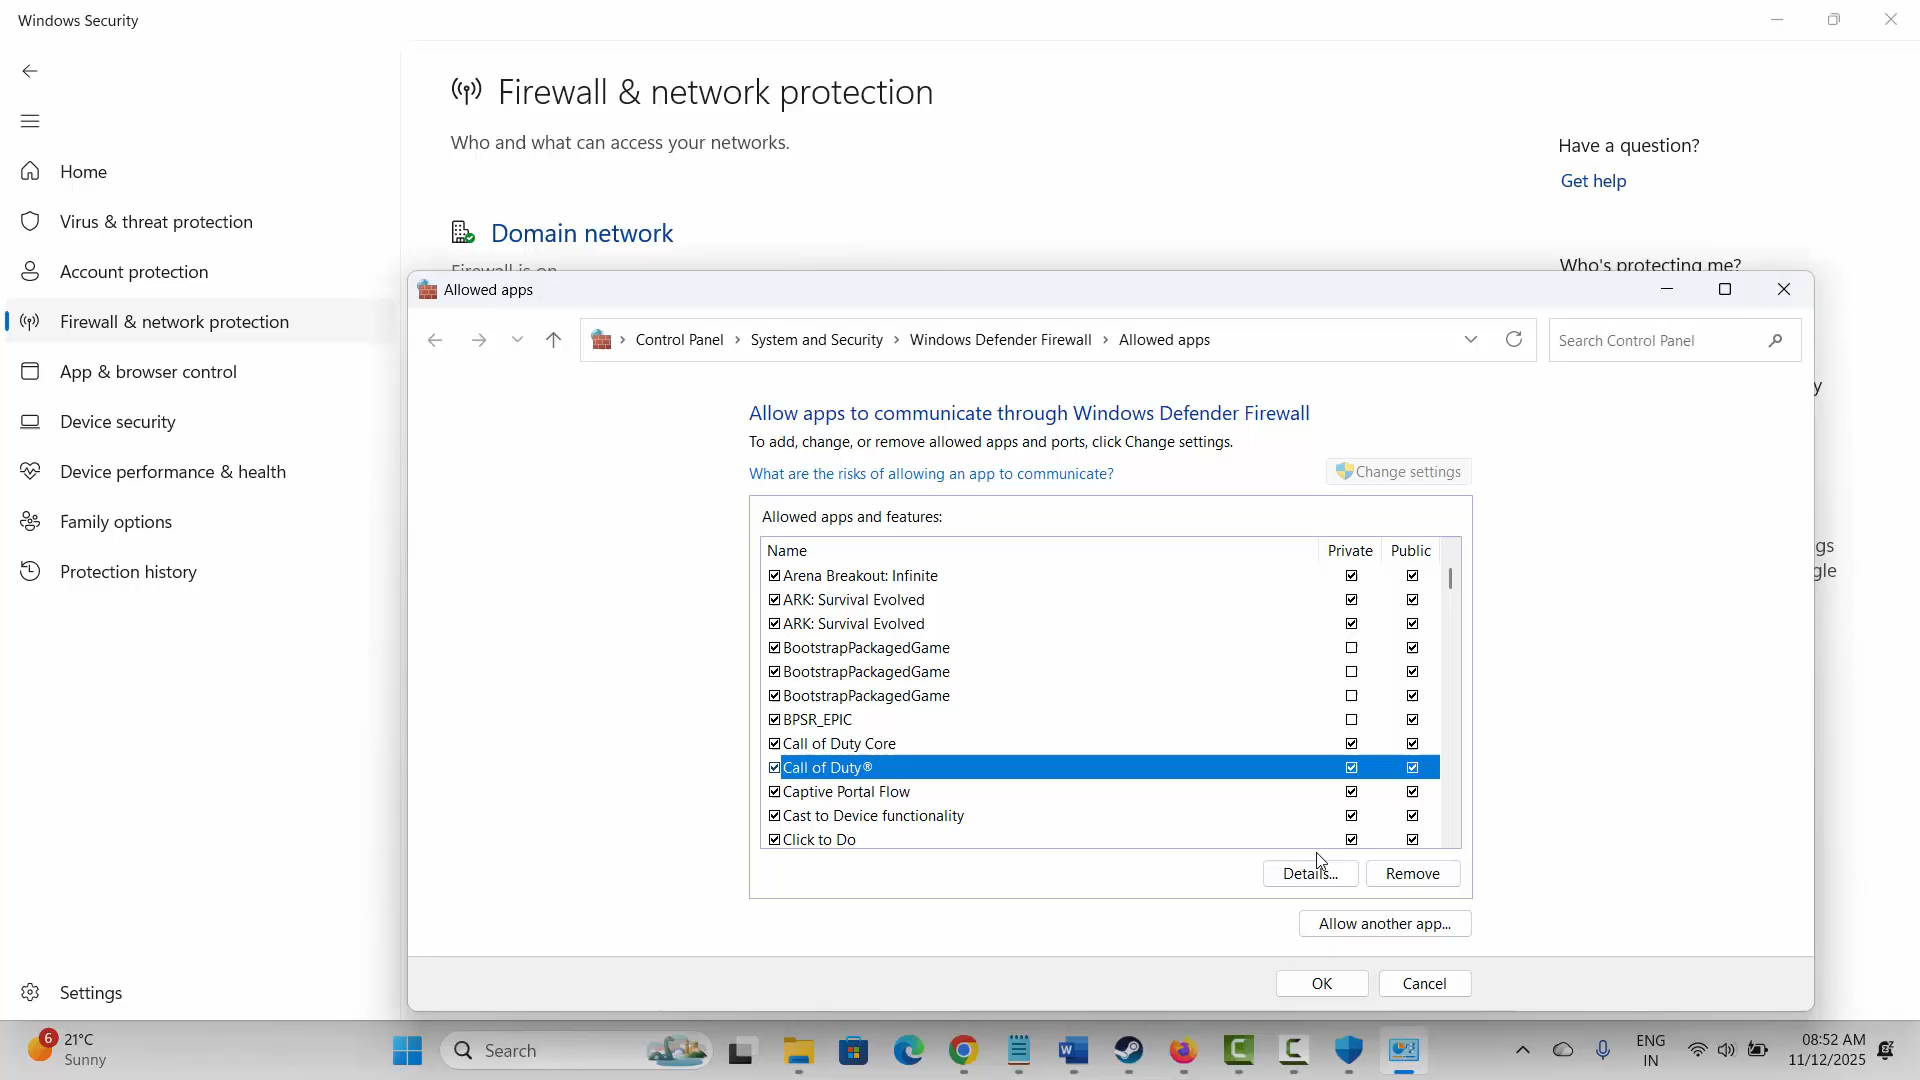 Windows Security
Home
Virus & threat protection
Account protection
Firewall & network protection
App & browser control
Device security
Device performance & health
Family options
Protection history
Settings
Firewall & network protection
Who and what can access your networks.
Domain network
Firewall is on
Have a question?
Get help
Who's protecting me?
y
gs
gle
Allowed apps
Control Panel > System and Security > Windows Defender Firewall > Allowed apps
Search Control Panel
Allow apps to communicate through Windows Defender Firewall
To add, change, or remove allowed apps and ports, click Change settings.
What are the risks of allowing an app to communicate?
Change settings
Allowed apps and features:
Name Private Public
Arena Breakout: Infinite
ARK: Survival Evolved
ARK: Survival Evolved
BootstrapPackagedGame
BootstrapPackagedGame
BootstrapPackagedGame
BPSR_EPIC
Call of Duty Core
Call of Duty®
Captive Portal Flow
Cast to Device functionality
Click to Do
Details... Remove
Allow another app...
OK Cancel
6
21°C
Sunny
Search
ENG
IN
08:52 AM
11/12/2025